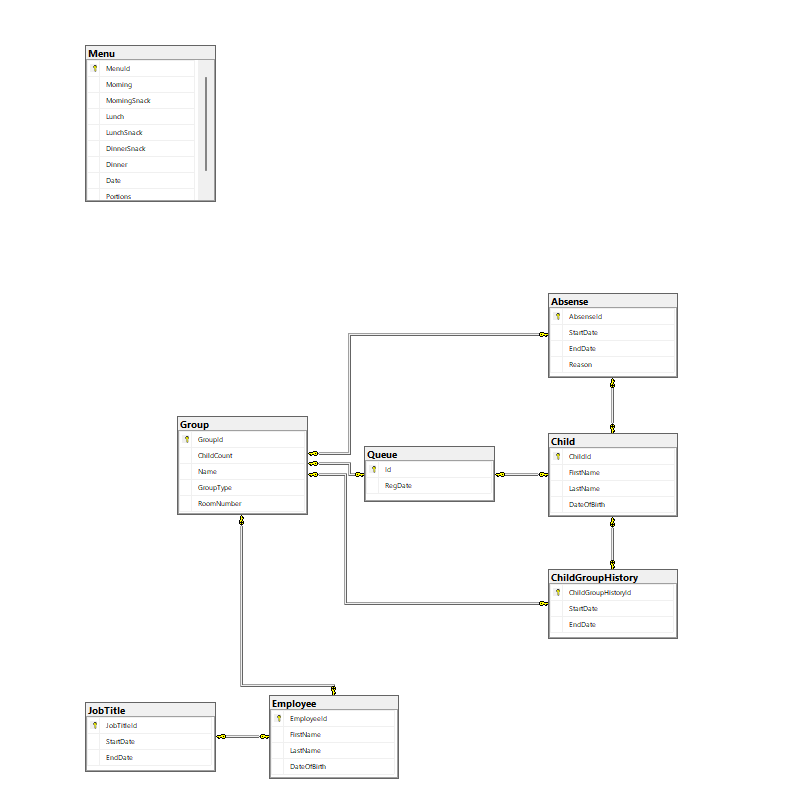 Menu
MenuId
Morning
MorningSnack
Lunch
LunchSnack
DinnerSnack
Dinner
Date
Portions
Absense
AbsenseId
StartDate
EndDate
Reason
Group
GroupId
ChildCount
Name
GroupType
RoomNumber
Queue
Id
RegDate
Child
ChildId
FirstName
LastName
DateOfBirth
ChildGroupHistory
ChildGroupHistoryId
StartDate
EndDate
JobTitle
JobTitleId
StartDate
EndDate
Employee
EmployeeId
FirstName
LastName
DateOfBirth